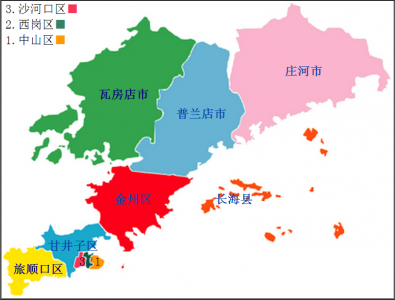 3.沙河口区
2.西岗区
1.中山区
庄河市
瓦房店市
普兰店市
金州区
长海县
甘井子区
旅顺口区
3
1